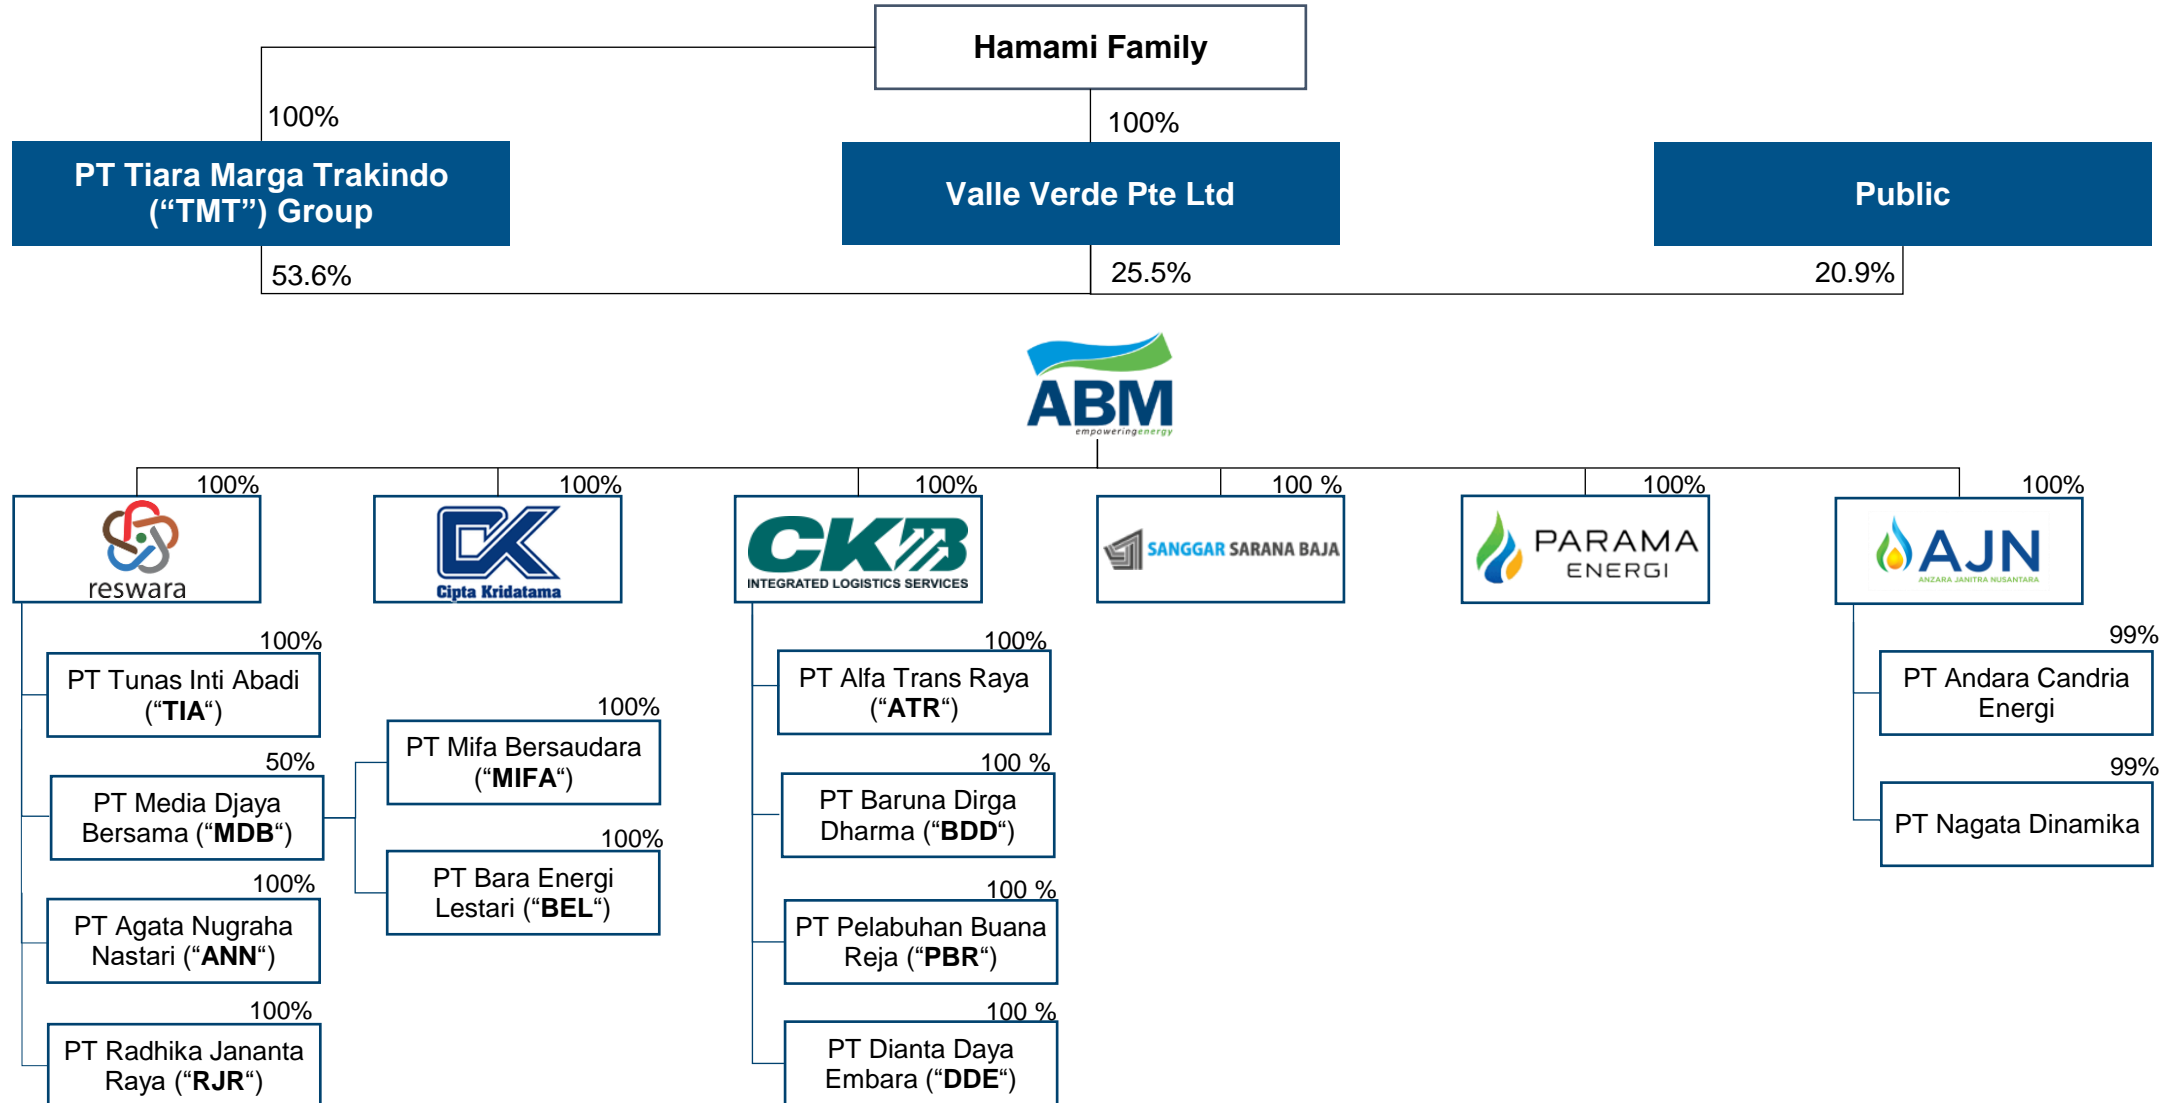 Hamami Family
100%
100%
PT Tiara Marga Trakindo
(“TMT”) Group
Valle Verde Pte Ltd
Public
53.6%
25.5%
20.9%
ABM
empoweringenergy
100%
100%
100%
100 %
100%
100%
reswara
CK
Cipta Kridatama
CKB
INTEGRATED LOGISTICS SERVICES
SANGGAR SARANA BAJA
PARAMA
ENERGI
AJN
ANZARA JANITRA NUSANTARA
100%
PT Tunas Inti Abadi
(“TIA“)
50%
PT Media Djaya
Bersama (“MDB“)
100%
PT Agata Nugraha
Nastari (“ANN“)
100%
PT Radhika Jananta
Raya (“RJR“)
100%
PT Mifa Bersaudara
(“MIFA“)
100%
PT Bara Energi
Lestari (“BEL“)
100%
PT Alfa Trans Raya
(“ATR“)
100 %
PT Baruna Dirga
Dharma (“BDD“)
100 %
PT Pelabuhan Buana
Reja (“PBR“)
100 %
PT Dianta Daya
Embara (“DDE“)
99%
PT Andara Candria
Energi
99%
PT Nagata Dinamika